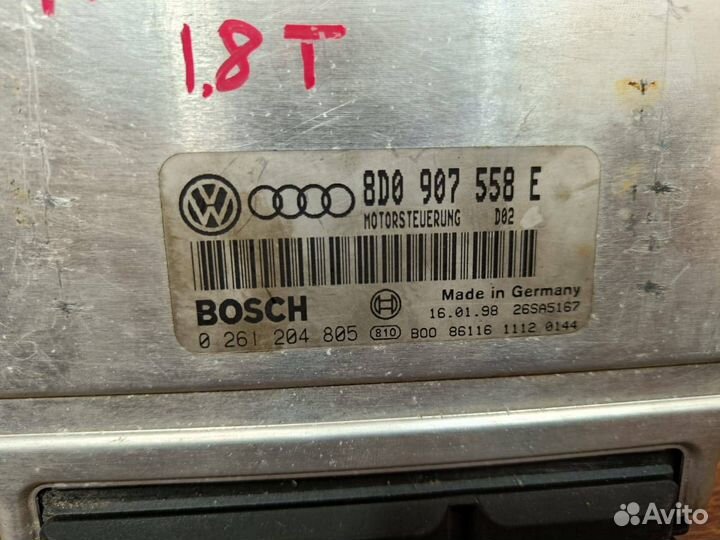 1,8 T
8D0 907 558 E
MOTORSTEUERUNG D02
BOSCH
Made in Germany
16.01.98 26SA5167
0 261 204 805 810 B00 86116 1112 0144
Avito